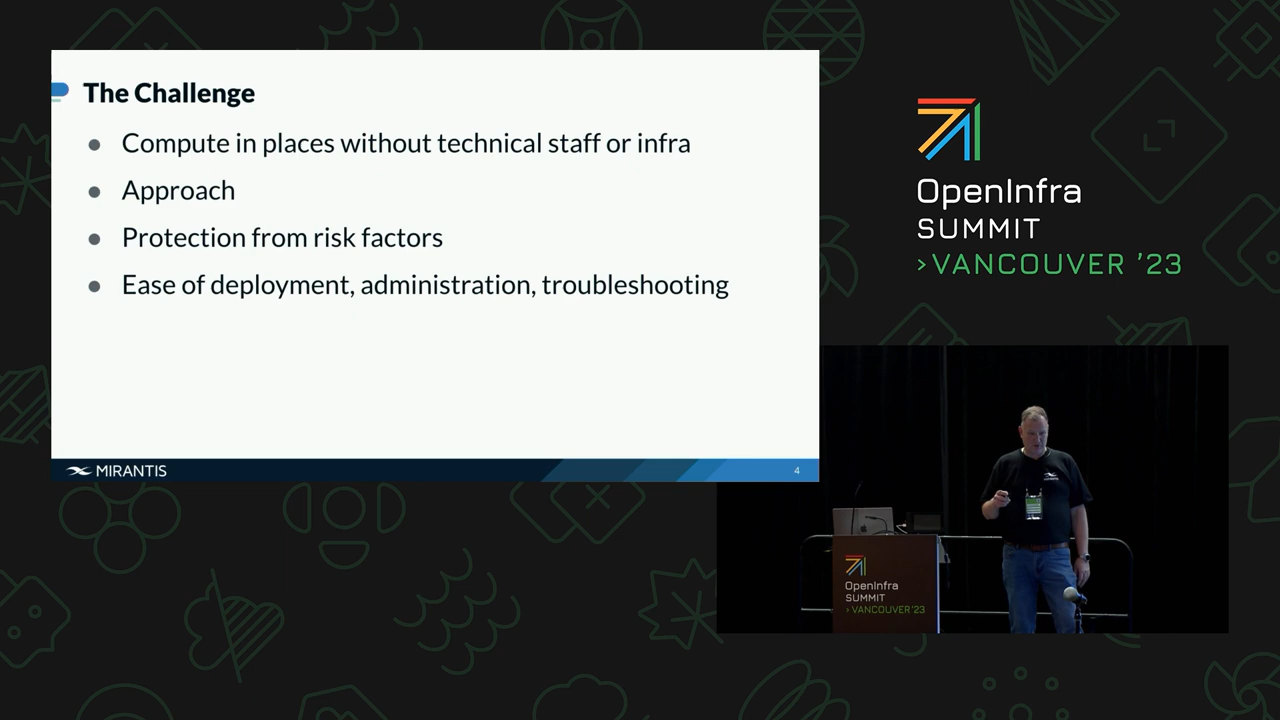 The Challenge
● Compute in places without technical staff or infra
● Approach
● Protection from risk factors
● Ease of deployment, administration, troubleshooting
MIRANTIS
4
OpenInfra
SUMMIT
>VANCOUVER '23
OpenInfra
SUMMIT
>VANCOUVER '23